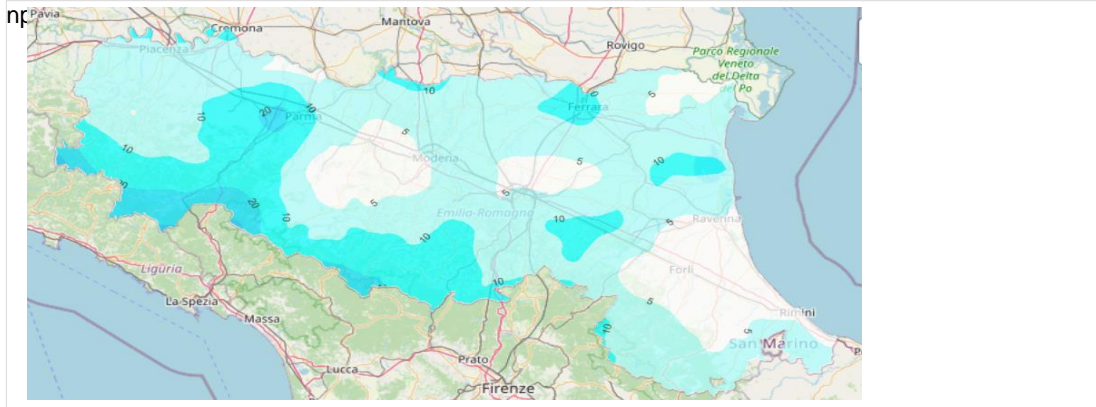 np
Pavia
Cremona
Mantova
Rovigo
Piacenza
Parco Regionale
Veneto
del Delta
del Po
10
20
10
Parma
10
5
Ferrara
5
10
Modena
5
10
5
5
20
10
5
Emilia-Romagna
10
5
Ravenna
10
10
Liguria
Forlì
La Spezia
5
Massa
Rimini
10
5
San Marino
Prato
Lucca
Firenze